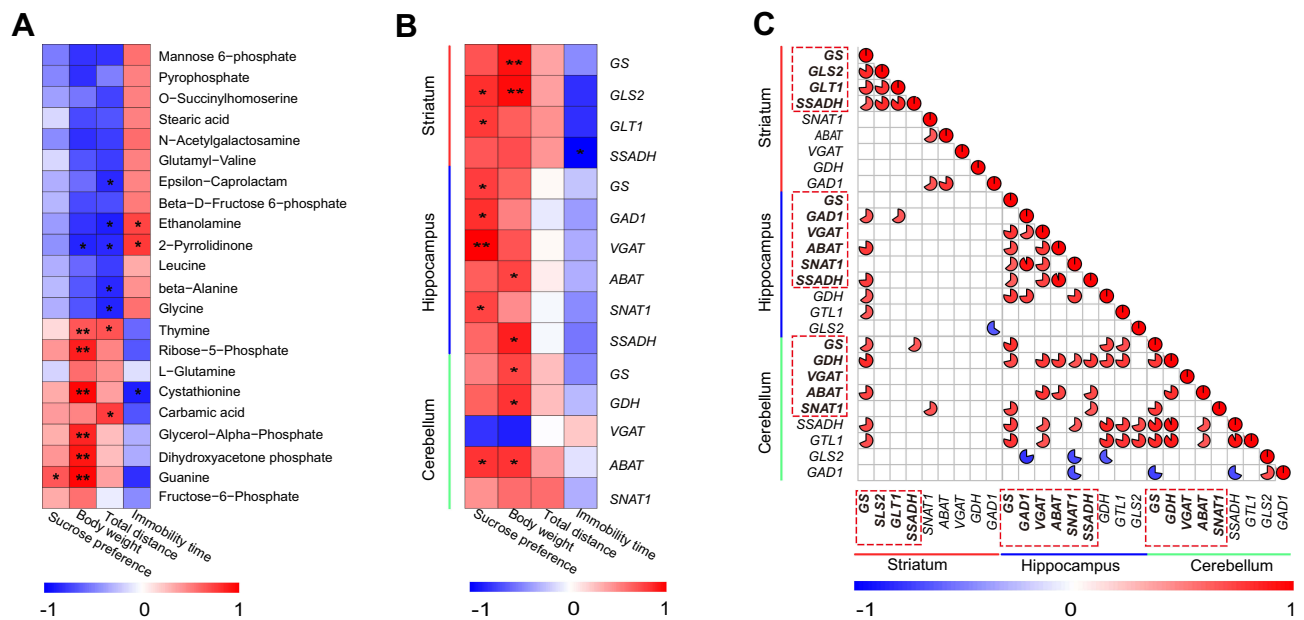 A
Mannose 6-phosphate
Pyrophosphate
O-Succinylhomoserine
Stearic acid
N-Acetylgalactosamine
Glutamyl-Valine
Epsilon-Caprolactam
*
Beta-D-Fructose 6-phosphate
Ethanolamine
* *
2-Pyrrolidinone
* * *
Leucine
beta-Alanine
*
Glycine
*
Thymine
** *
Ribose-5-Phosphate
**
L-Glutamine
Cystathionine
** *
Carbamic acid
*
Glycerol-Alpha-Phosphate
**
Dihydroxyacetone phosphate
**
Guanine
* **
Fructose-6-Phosphate
Sucrose preference
Body weight
Total distance
Immobility time
-1 0 1
B
Striatum
** GS
* ** GLS2
* GLT1
* SSADH
Hippocampus
* GS
* GAD1
** VGAT
* ABAT
* SNAT1
* SSADH
Cerebellum
* GS
* GDH
VGAT
* * ABAT
SNAT1
Sucrose preference
Body weight
Total distance
Immobility time
-1 0 1
C
Striatum
GS
GLS2
GLT1
SSADH
SNAT1
ABAT
VGAT
GDH
GAD1
Hippocampus
GS
GAD1
VGAT
ABAT
SNAT1
SSADH
GDH
GTL1
GLS2
Cerebellum
GS
GDH
VGAT
ABAT
SNAT1
SSADH
GTL1
GLS2
GAD1
GS SLS2 GLT1 SSADH SNAT1 ABAT VGAT GDH GAD1 GS GAD1 VGAT ABAT SNAT1 SSADH GDH GTL1 GLS2 GS GDH VGAT ABAT SNAT1 SSADH GTL1 GLS2 GAD1
Striatum Hippocampus Cerebellum
-1 0 1